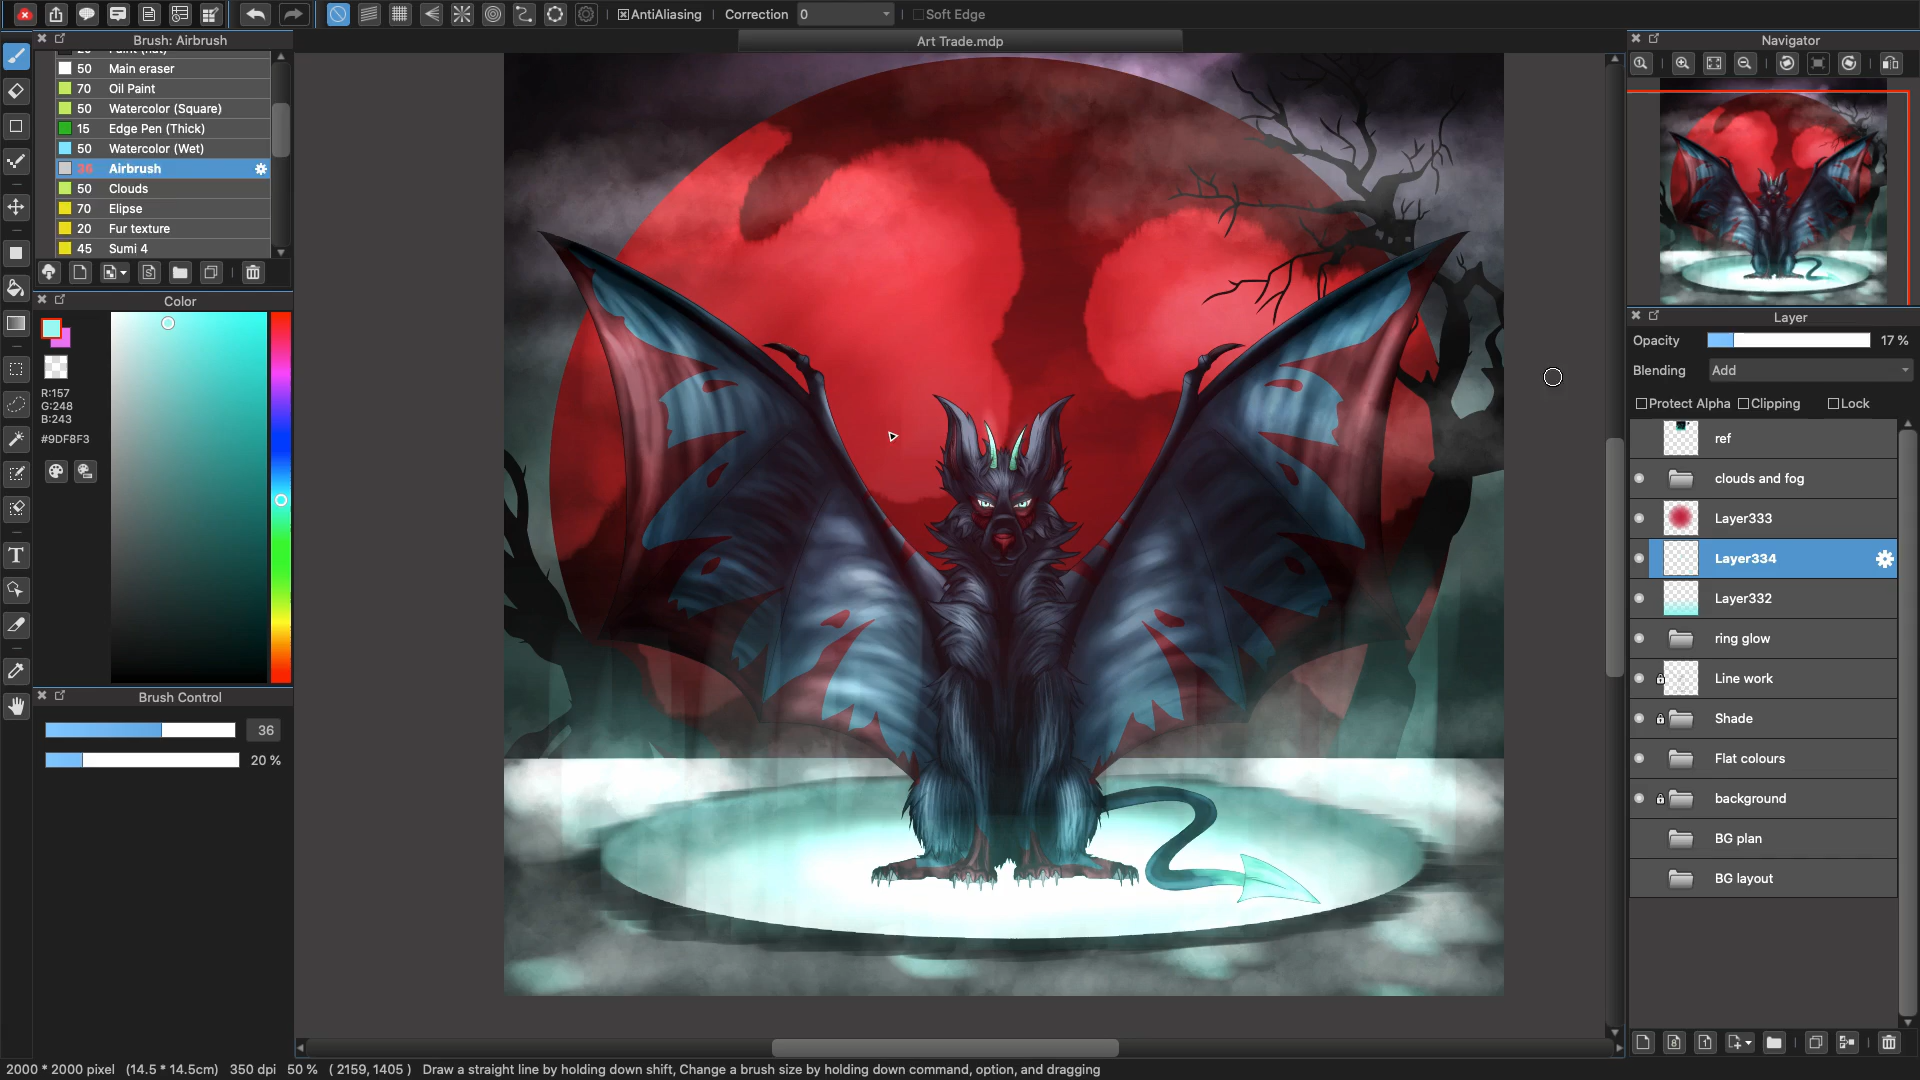 AntiAliasing
Correction
0
Soft Edge
Brush: Airbrush
Art Trade.mdp
Navigator
50 Main eraser
70 Oil Paint
50 Watercolor (Square)
15 Edge Pen (Thick)
50 Watercolor (Wet)
36 Airbrush
50 Clouds
70 Elipse
20 Fur texture
45 Sumi 4
Color
R:157
G:248
B:243
#9DF8F3
Brush Control
36
20 %
T
Layer
Opacity
17 %
Blending
Add
Protect Alpha
Clipping
Lock
ref
clouds and fog
Layer333
Layer334
Layer332
ring glow
Line work
Shade
Flat colours
background
BG plan
BG layout
2000 * 2000 pixel (14.5 * 14.5cm) 350 dpi 50 % ( 2159, 1405 ) Draw a straight line by holding down shift, Change a brush size by holding down command, option, and dragging